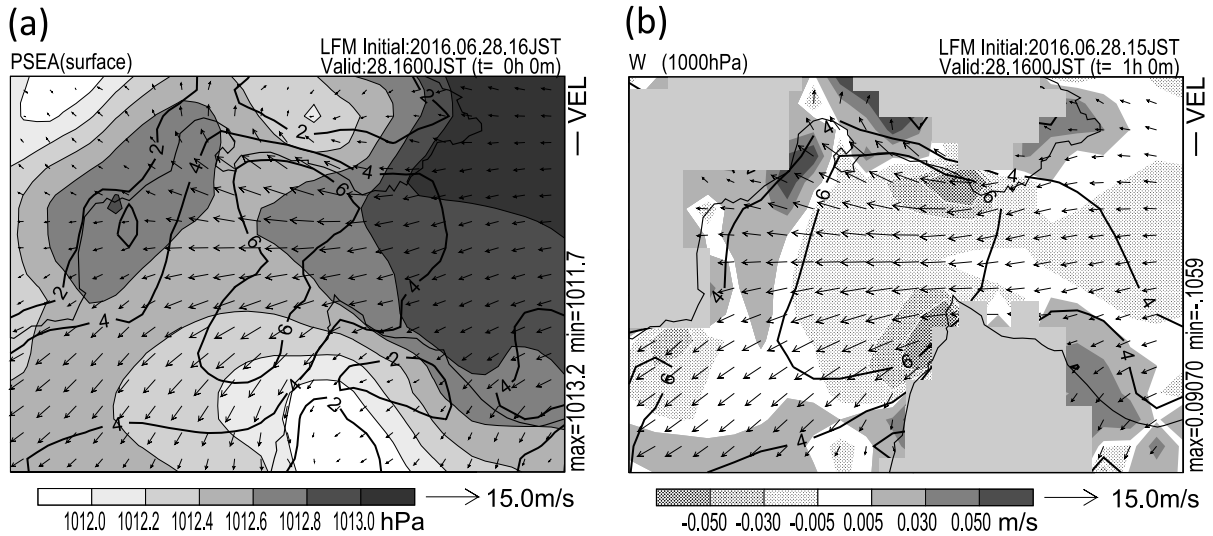 (a)
PSEA(surface)
LFM Initial:2016.06.28.16JST
Valid:28.1600JST (t= 0h 0m)
2
2
2
4
4
6
6
4
2
4
6
2
4
2
4
— VEL
max=1013.2 min=1011.7
1012.0 1012.2 1012.4 1012.6 1012.8 1013.0 hPa
15.0m/s
(b)
W (1000hPa)
LFM Initial:2016.06.28.15JST
Valid:28.1600JST (t= 1h 0m)
4
6
4
6
4
4
6
6
4
4
— VEL
max=0.09070 min=-.1059
-0.050 -0.030 -0.005 0.005 0.030 0.050 m/s
15.0m/s